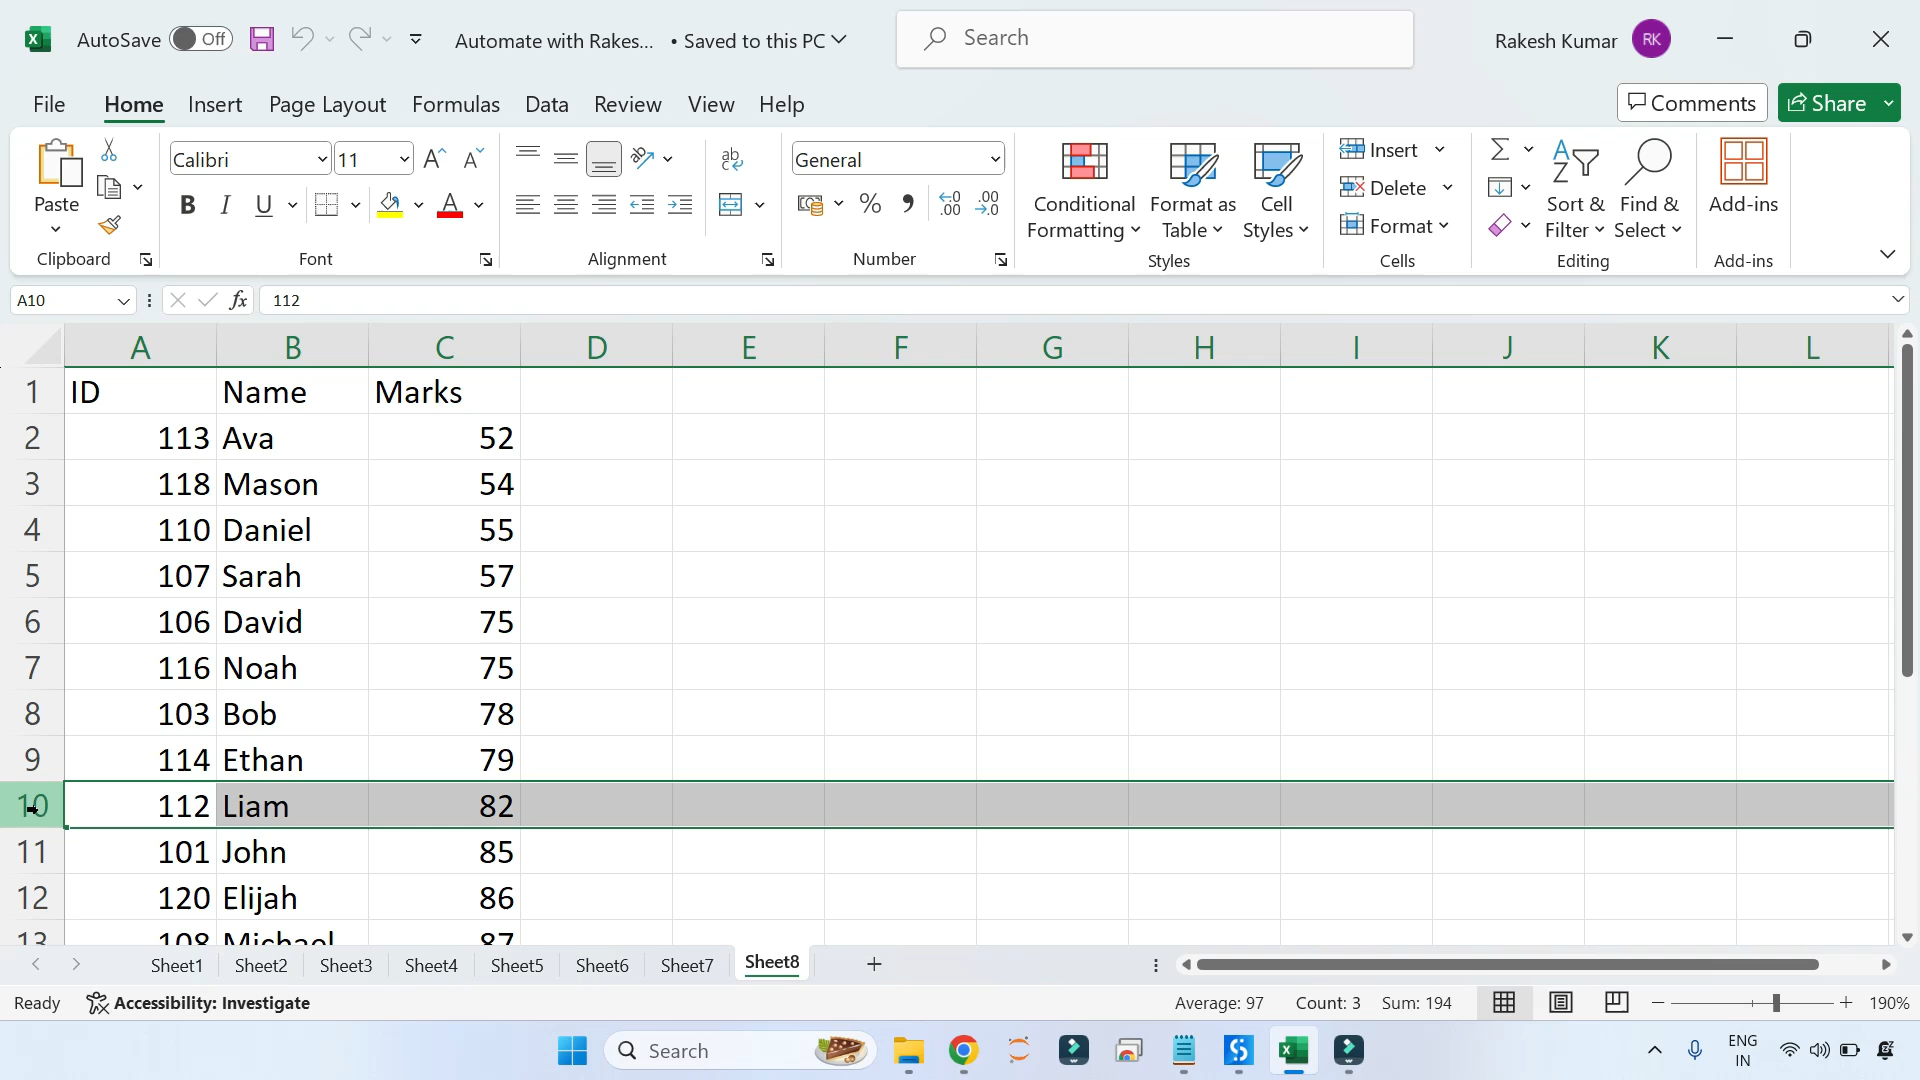 AutoSave Off Automate with Rakes... • Saved to this PC Search Rakesh Kumar RK
File Home Insert Page Layout Formulas Data Review View Help Comments Share
Paste Calibri 11 General Conditional Formatting Format as Table Cell Styles Insert Delete Format Sort & Filter Find & Select Add-ins
Clipboard Font Alignment Number Styles Cells Editing Add-ins
A10 fx 112
A B C D E F G H I J K L
1 ID Name Marks
2 113 Ava 52
3 118 Mason 54
4 110 Daniel 55
5 107 Sarah 57
6 106 David 75
7 116 Noah 75
8 103 Bob 78
9 114 Ethan 79
10 112 Liam 82
11 101 John 85
12 120 Elijah 86
13 108 Michael 87
Sheet1 Sheet2 Sheet3 Sheet4 Sheet5 Sheet6 Sheet7 Sheet8
Ready Accessibility: Investigate Average: 97 Count: 3 Sum: 194 190%
Search ENG
IN